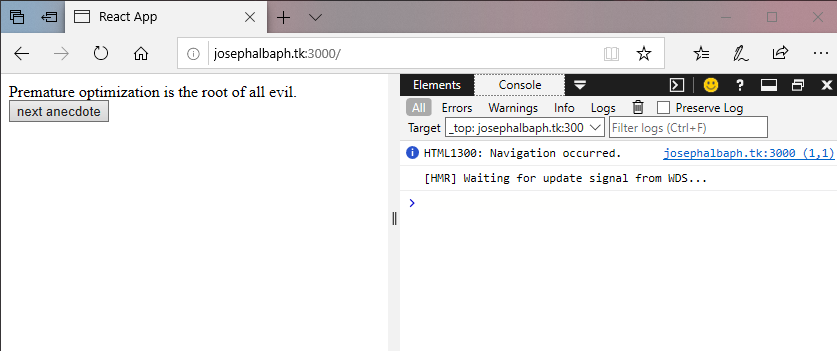 React App
josephalbaph.tk:3000/
Premature optimization is the root of all evil.
next anecdote
Elements Console ?
All Errors Warnings Info Logs Preserve Log
Target _top: josephalbaph.tk:300 Filter logs (Ctrl+F)
HTML1300: Navigation occurred. josephalbaph.tk:3000 (1,1)
[HMR] Waiting for update signal from WDS...